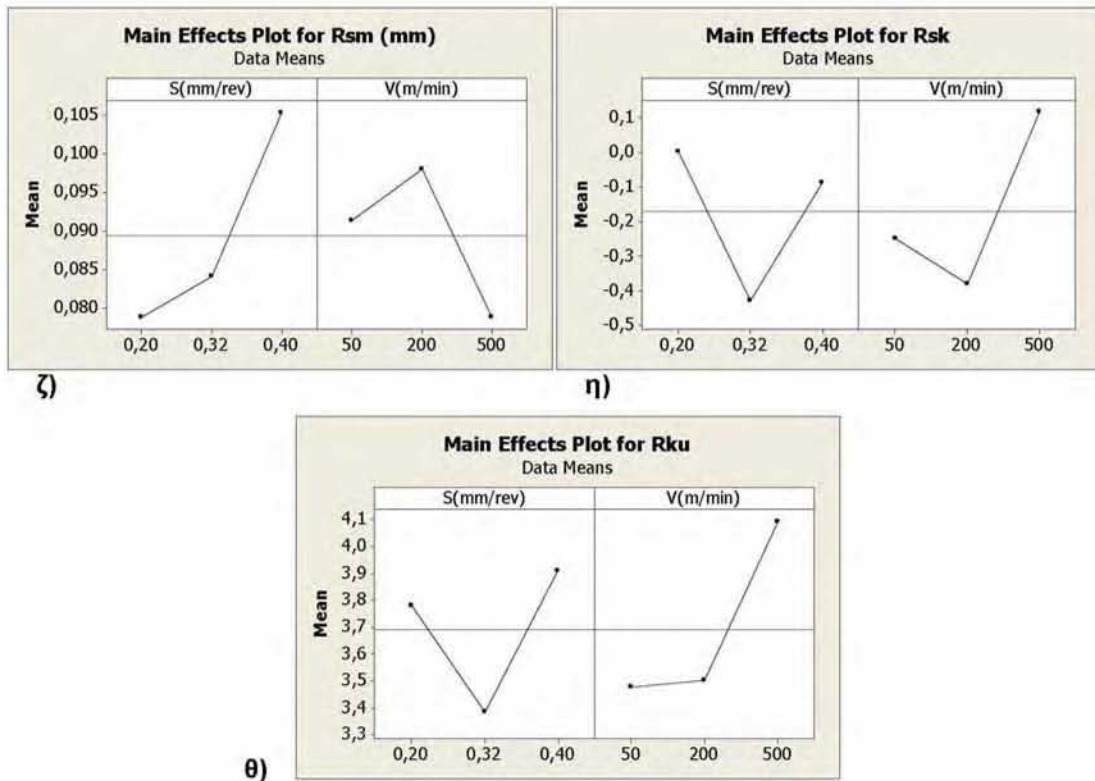 Main Effects Plot for Rsm (mm)
Data Means
S(mm/rev) V(m/min)
0,105
0,100
0,095
0,090
0,085
0,080
Mean
0,20 0,32 0,40 50 200 500
ζ)
Main Effects Plot for Rsk
Data Means
S(mm/rev) V(m/min)
0,1
0,0
-0,1
-0,2
-0,3
-0,4
-0,5
Mean
0,20 0,32 0,40 50 200 500
η)
Main Effects Plot for Rku
Data Means
S(mm/rev) V(m/min)
4,1
4,0
3,9
3,8
3,7
3,6
3,5
3,4
3,3
Mean
0,20 0,32 0,40 50 200 500
θ)